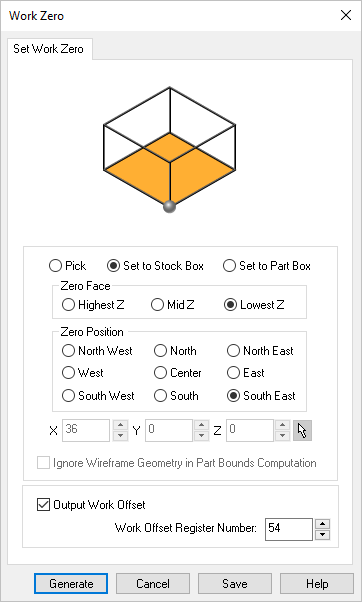 Work Zero
Set Work Zero
Pick Set to Stock Box Set to Part Box
Zero Face
Highest Z Mid Z Lowest Z
Zero Position
North West North North East
West Center East
South West South South East
X 36 Y 0 Z 0
Ignore Wireframe Geometry in Part Bounds Computation
Output Work Offset
Work Offset Register Number: 54
Generate Cancel Save Help